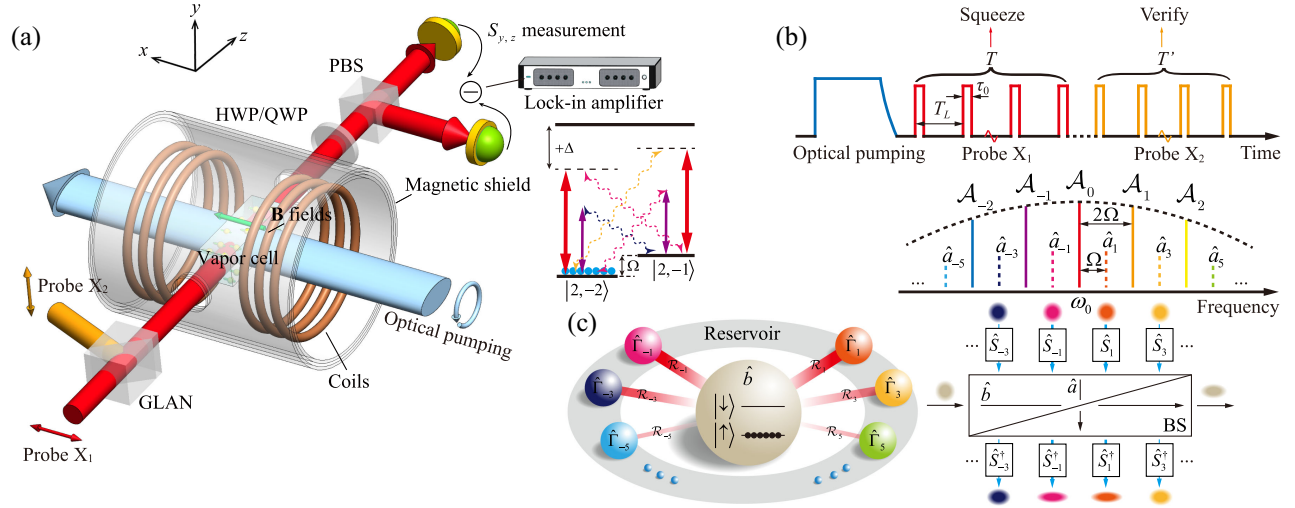 (a)
y
x
z
S_{y, z} measurement
PBS
Lock-in amplifier
HWP/QWP
Magnetic shield
B fields
Vapor cell
Probe X₂
Optical pumping
Coils
GLAN
Probe X₁
+Δ
Ω
|2,−2⟩
|2,−1⟩
(b)
Squeeze
Verify
T
T’
τ₀
T_L
Optical pumping
Probe X₁
Probe X₂
Time
𝒜₋₂
𝒜₋₁
𝒜₀
𝒜₁
𝒜₂
2Ω
Ω
â₋₅
â₋₃
â₋₁
â₁
â₃
â₅
...
...
ω₀
Frequency
... Ŝ₋₃ Ŝ₋₁ Ŝ₁ Ŝ₃ ...
b̂
â
BS
... Ŝ†₋₃ Ŝ†₋₁ Ŝ†₁ Ŝ†₃ ...
(c)
Reservoir
Γ̂₋₁
Γ̂₁
Γ̂₋₃
Γ̂₃
Γ̂₋₅
Γ̂₅
ℛ₋₁
ℛ₁
ℛ₋₃
ℛ₃
ℛ₋₅
ℛ₅
b̂
|↓⟩
|↑⟩